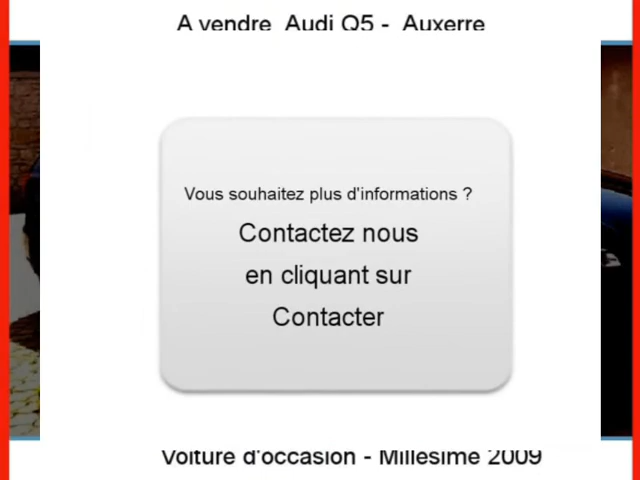 A vendre Audi Q5 - Auxerre
Vous souhaitez plus d'informations ?
Contactez nous
en cliquant sur
Contacter
Voiture d'occasion - Millesime 2009